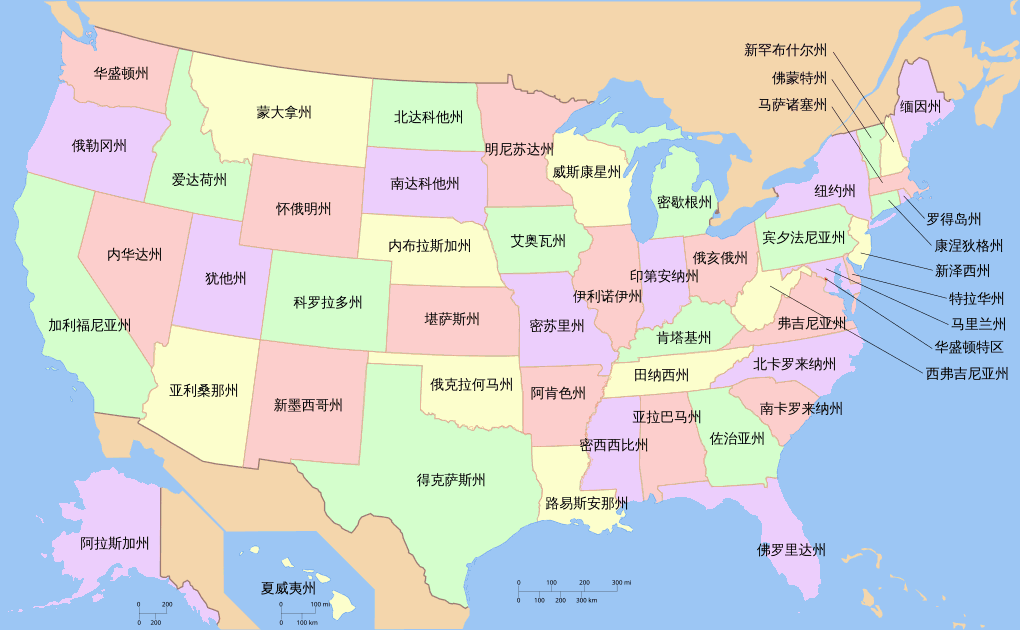 新罕布什尔州
华盛顿州
佛蒙特州
马萨诸塞州
缅因州
蒙大拿州
北达科他州
明尼苏达州
俄勒冈州
爱达荷州
南达科他州
威斯康星州
密歇根州
纽约州
怀俄明州
罗得岛州
内布拉斯加州
艾奥瓦州
宾夕法尼亚州
康涅狄格州
内华达州
犹他州
俄亥俄州
新泽西州
印第安纳州
伊利诺伊州
科罗拉多州
特拉华州
加利福尼亚州
堪萨斯州
密苏里州
弗吉尼亚州
马里兰州
肯塔基州
华盛顿特区
北卡罗来纳州
西弗吉尼亚州
田纳西州
亚利桑那州
俄克拉何马州
阿肯色州
新墨西哥州
南卡罗来纳州
亚拉巴马州
佐治亚州
密西西比州
得克萨斯州
路易斯安那州
阿拉斯加州
佛罗里达州
夏威夷州
0 100 200 300 mi
0 100 200 300 km
0 200
0 200
0 100 mi
0 100 km